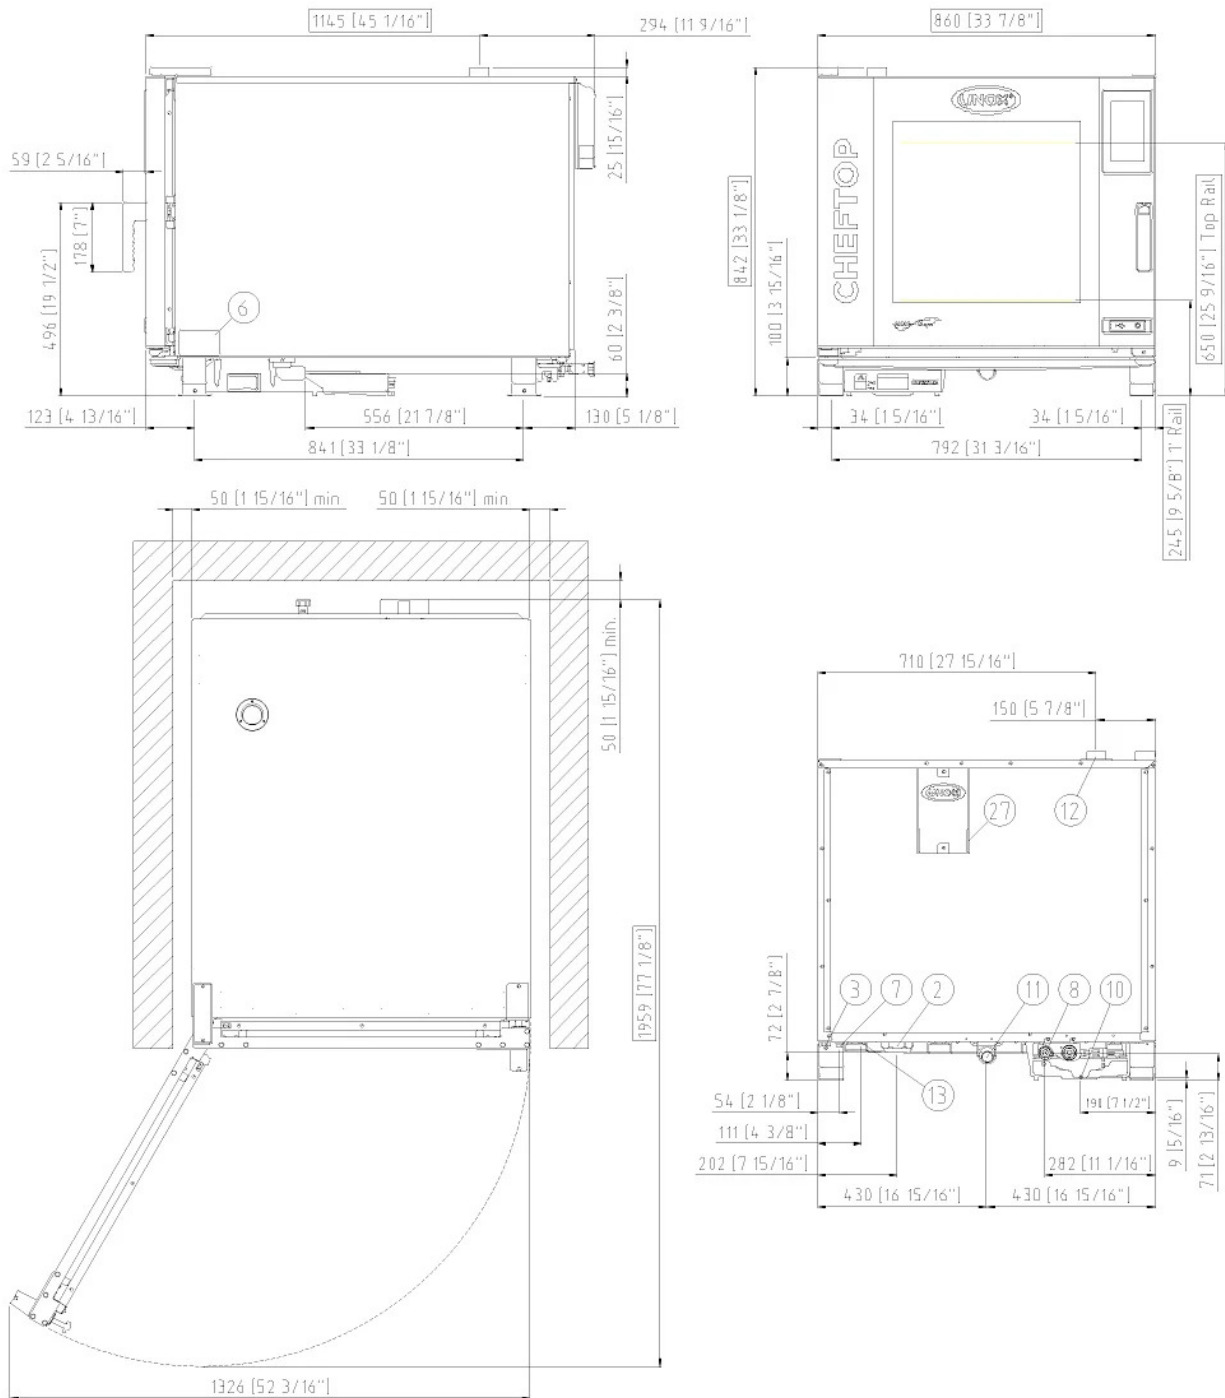 1145 [45 1/16"]
294 [11 9/16"]
860 [33 7/8"]
UNOX
25 [15/16"]
59 [2 5/16"]
178 [7"]
496 [19 1/2"]
842 [33 1/8"]
CHEFTOP
650 [25 9/16"] Top Rail
100 [3 15/16"]
6
60 [2 3/8"]
123 [4 13/16"]
556 [21 7/8"]
130 [5 1/8"]
34 [1 5/16"]
34 [1 5/16"]
841 [33 1/8"]
792 [31 3/16"]
245 [9 5/8"] 1° Rail
50 [1 15/16"] min
50 [1 15/16"] min
50 [1 15/16"] min.
710 [27 15/16"]
150 [5 7/8"]
UNOX
27
12
1959 [77 1/8"]
72 [2 7/8"]
3
7
2
11
8
10
13
54 [2 1/8"]
190 [7 1/2"]
9 [5/16"]
111 [4 3/8"]
71 [2 13/16"]
202 [7 15/16"]
282 [11 1/16"]
430 [16 15/16"]
430 [16 15/16"]
1326 [52 3/16"]